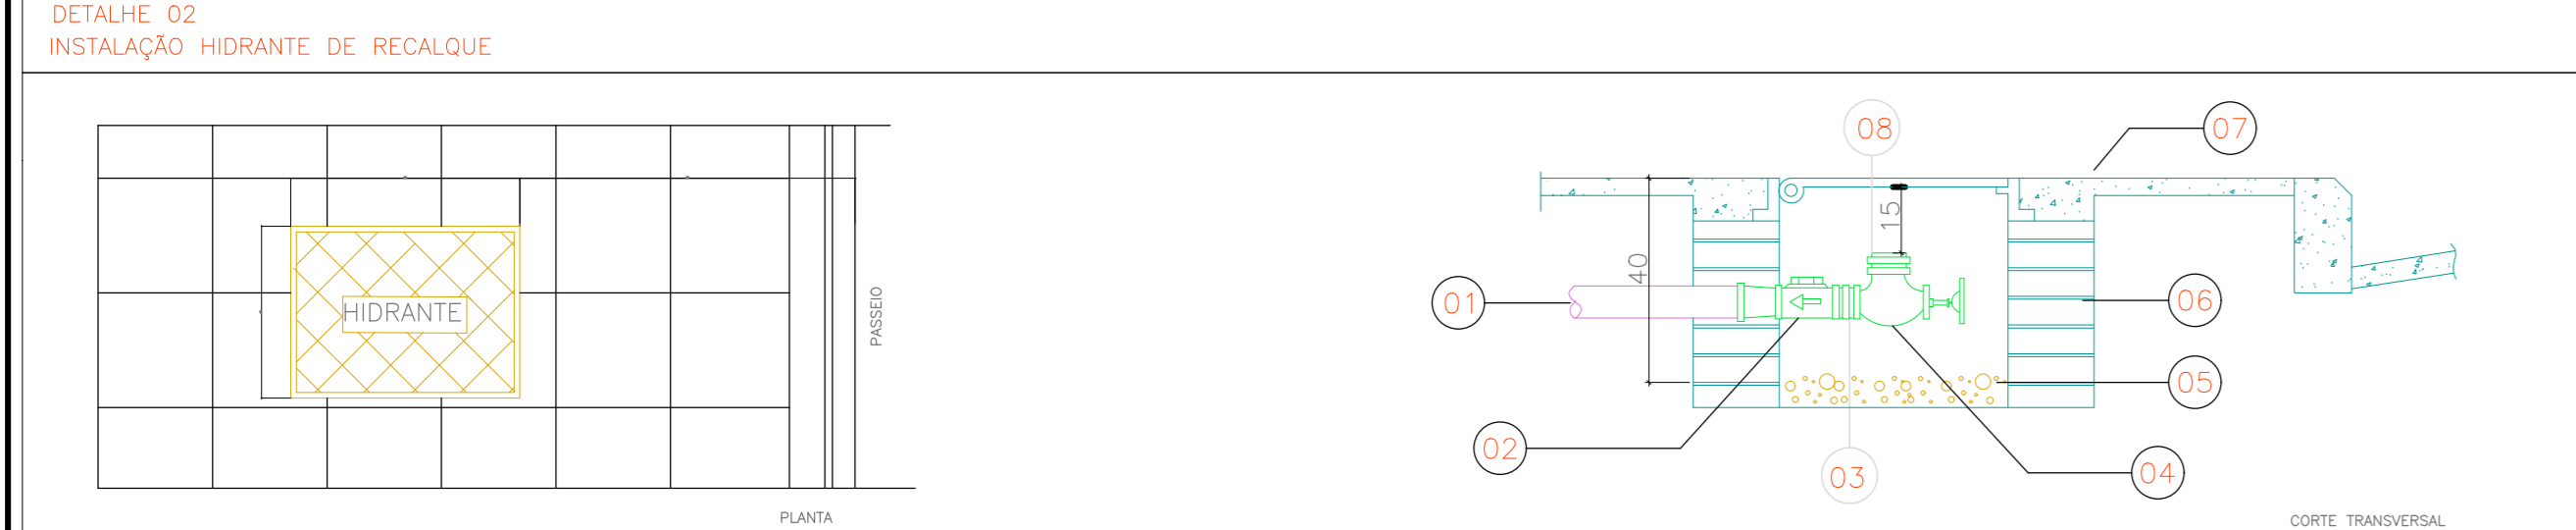 DETALHE 02
INSTALAÇÃO HIDRANTE DE RECALQUE
HIDRANTE
PASSEIO
PLANTA
08
07
15
40
01
06
05
02
03
04
CORTE TRANSVERSAL